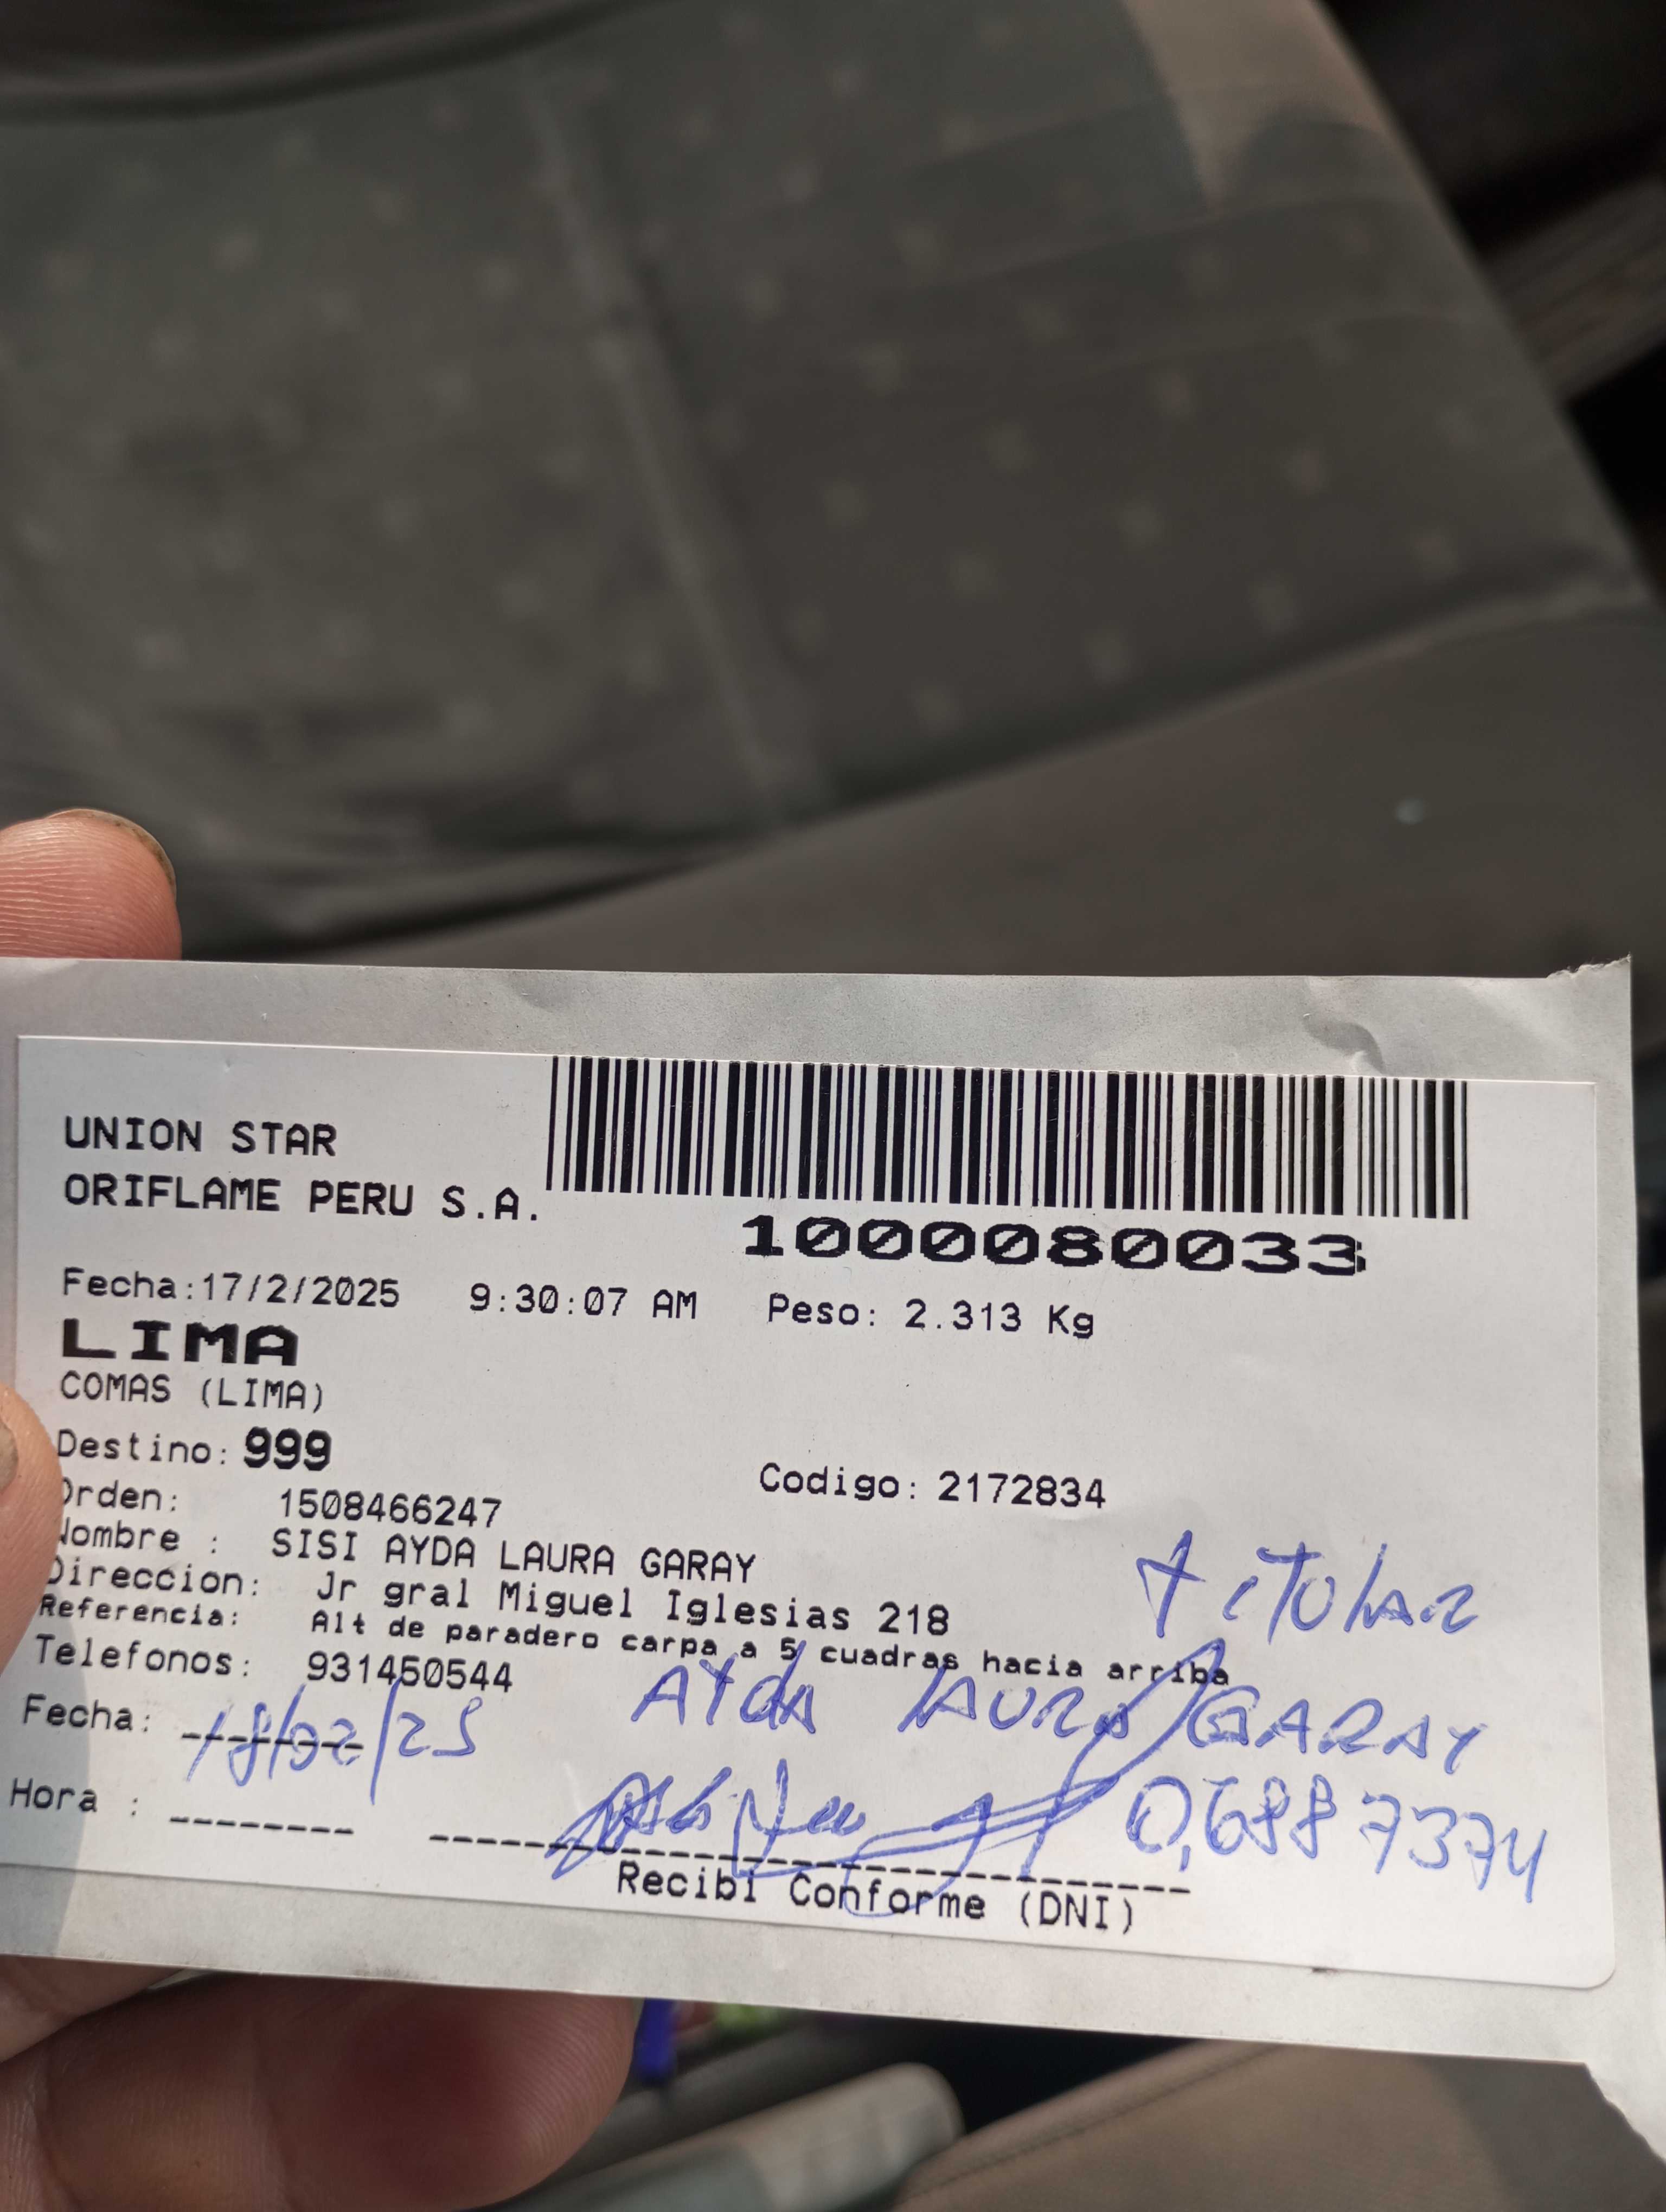 UNION STAR
ORIFLAME PERU S.A.
1000080033
Fecha:17/2/2025 9:30:07 AM Peso: 2.313 Kg
LIMA
COMAS (LIMA)
Destino: 999
Codigo: 2172834
Orden: 1508466247
Nombre : SISI AYDA LAURA GARAY
Direccion: Jr gral Miguel Iglesias 218
Referencia: Alt de paradero carpa a 5 cuadras hacia arriba
Telefonos: 931450544
titular
Fecha: 18/02/25
AYda LAURA GARAY
Hora :
06887374
Recibi Conforme (DNI)